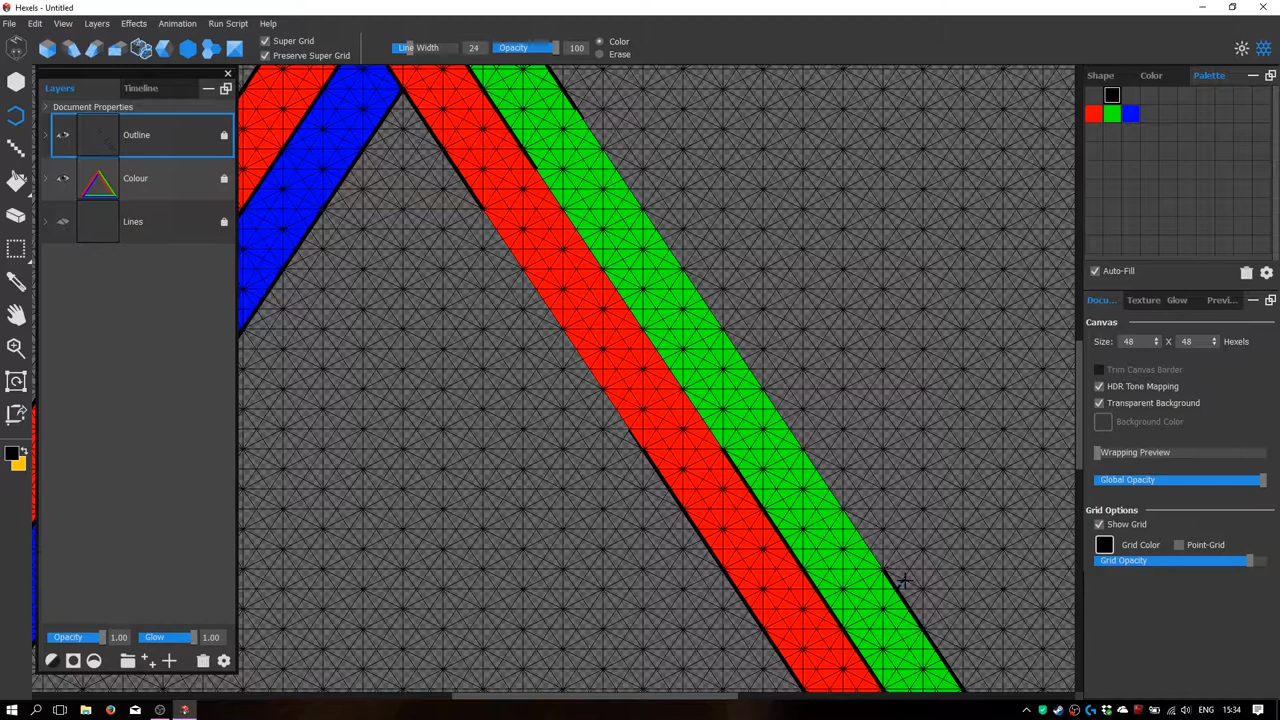 Hexels - Untitled
File Edit View Layers Effects Animation Run Script Help
Super Grid
Preserve Super Grid
Line Width 24 Opacity 100
Color
Erase
Layers Timeline
Document Properties
Outline
Colour
Lines
Opacity 1.00 Glow 1.00
Shape Color Palette
Auto-Fill
Docu... Texture Glow Previ...
Canvas
Size: 48 X 48 Hexels
Trim Canvas Border
HDR Tone Mapping
Transparent Background
Background Color
Wrapping Preview
Global Opacity
Grid Options
Show Grid
Grid Color Point-Grid
Grid Opacity
ENG 15:34